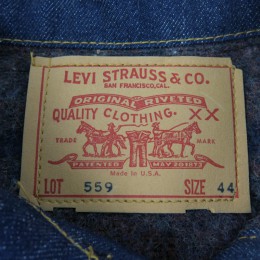 LEVI STRAUSS & CO.
SAN FRANCISCO, CAL.
ORIGINAL RIVETED
QUALITY CLOTHING. XX
TRADE MARK
PATENTED MAY 20 1873
Made in U.S.A.
LOT 559 SIZE 44